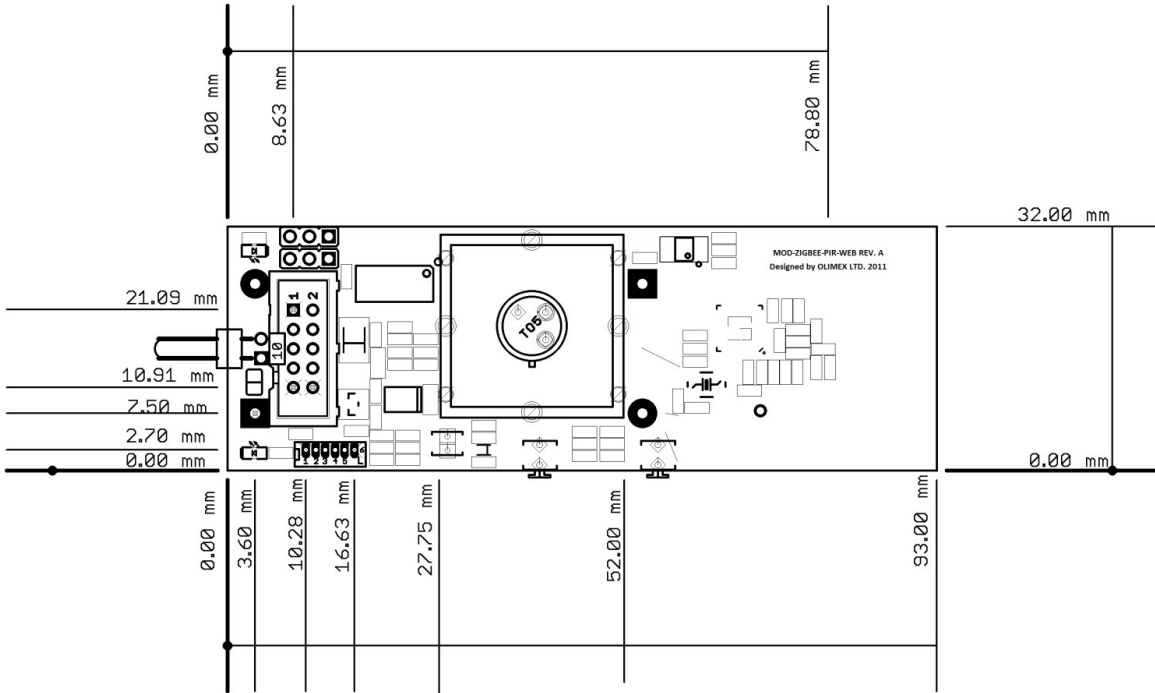 0.00 mm
8.63 mm
78.80 mm
32.00 mm
MOD-ZIGBEE-PIR-WEB REV. A
Designed by OLIMEX LTD. 2011
21.09 mm
1 2
TO5
10
10.91 mm
7.50 mm
2.70 mm
0.00 mm
0.00 mm
1 2 3 4 5 6
0.00 mm
3.60 mm
10.28 mm
16.63 mm
27.75 mm
52.00 mm
93.00 mm